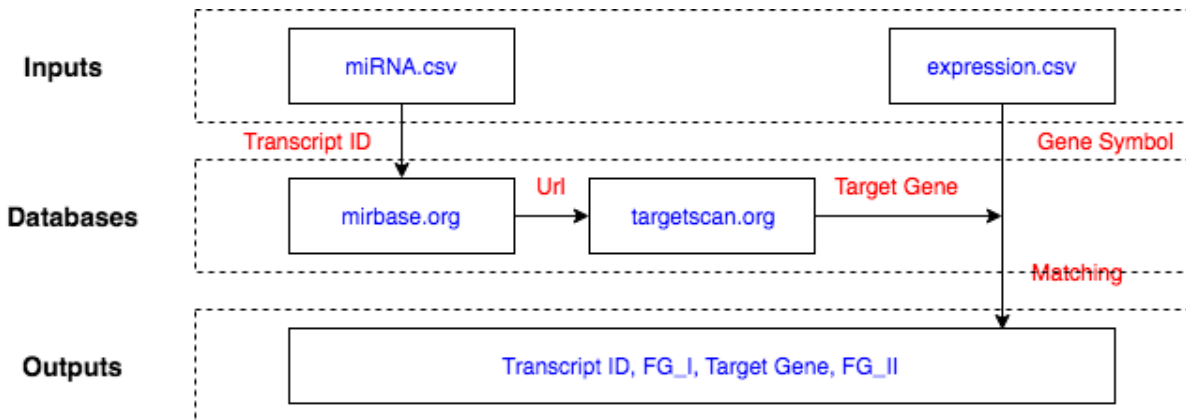 Inputs
miRNA.csv
expression.csv
Transcript ID
Gene Symbol
Databases
mirbase.org
Url
targetscan.org
Target Gene
Matching
Outputs
Transcript ID, FG_I, Target Gene, FG_II